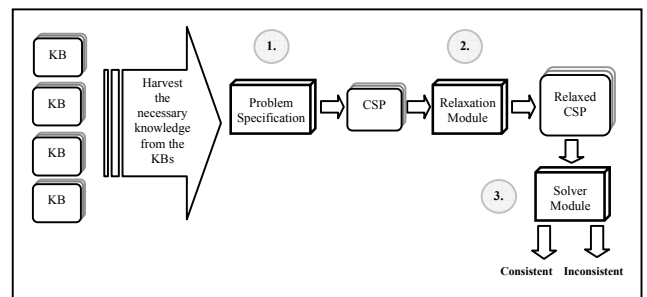 KB
KB
KB
KB
Harvest
the
necessary
knowledge
from the
KBs
1.
Problem
Specification
CSP
2.
Relaxation
Module
Relaxed
CSP
3.
Solver
Module
Consistent
Inconsistent